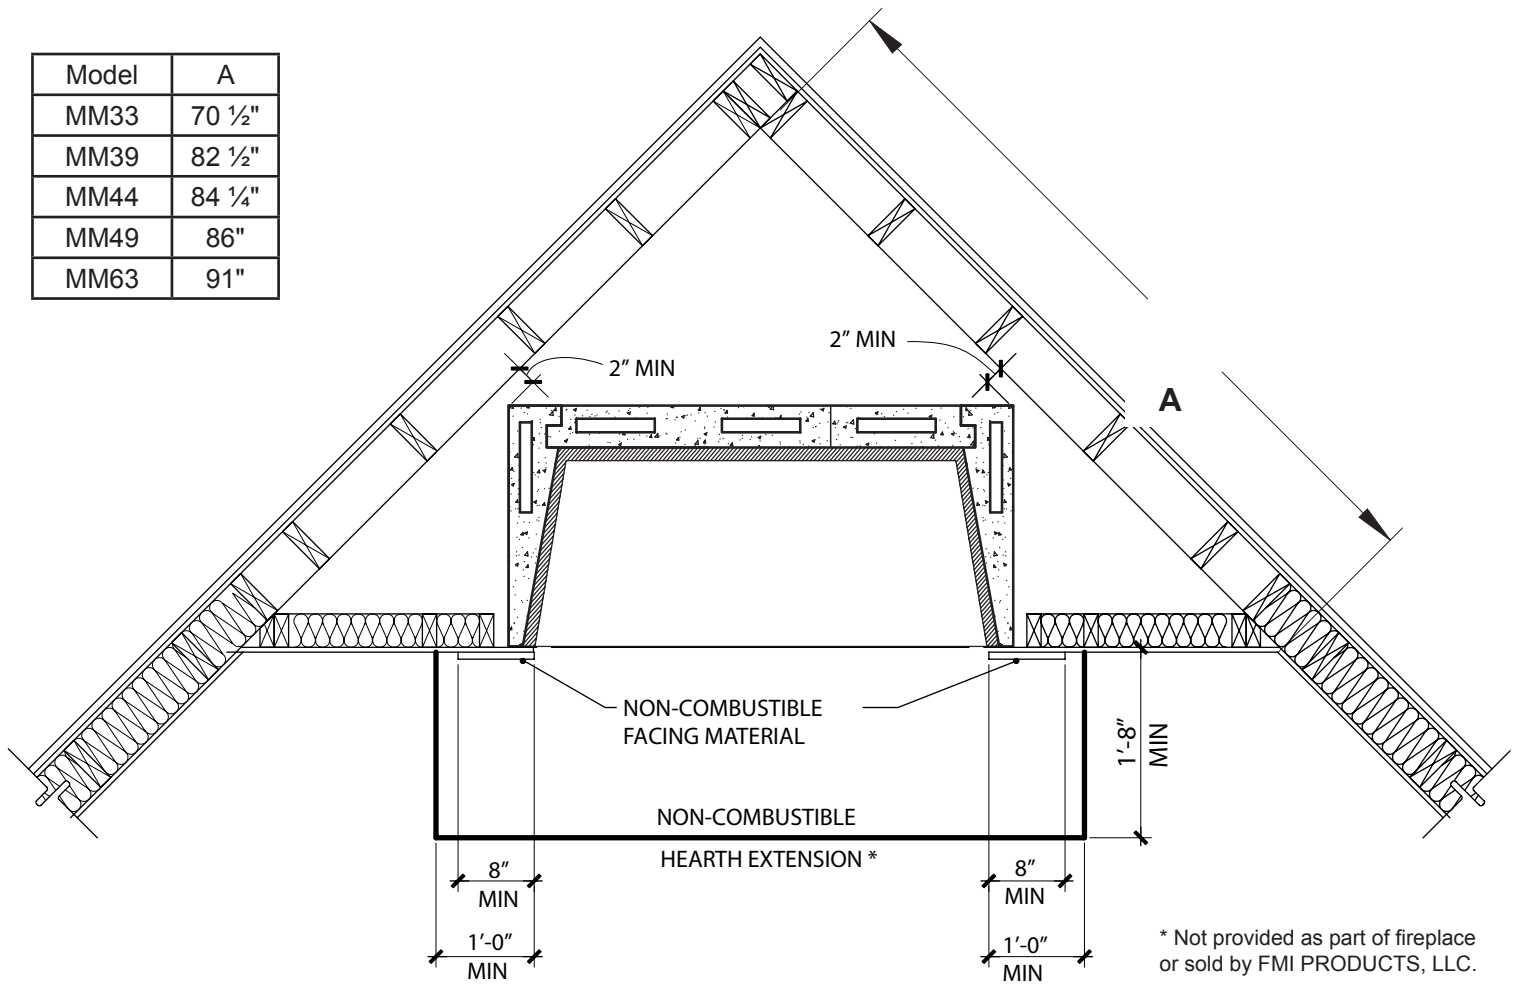 Model A
MM33 70 ½"
MM39 82 ½"
MM44 84 ¼"
MM49 86"
MM63 91"
2″ MIN
2″ MIN
A
NON-COMBUSTIBLE
FACING MATERIAL
1′-8″
MIN
NON-COMBUSTIBLE
HEARTH EXTENSION *
8″
MIN
8″
MIN
1′-0″
MIN
1′-0″
MIN
* Not provided as part of fireplace
or sold by FMI PRODUCTS, LLC.